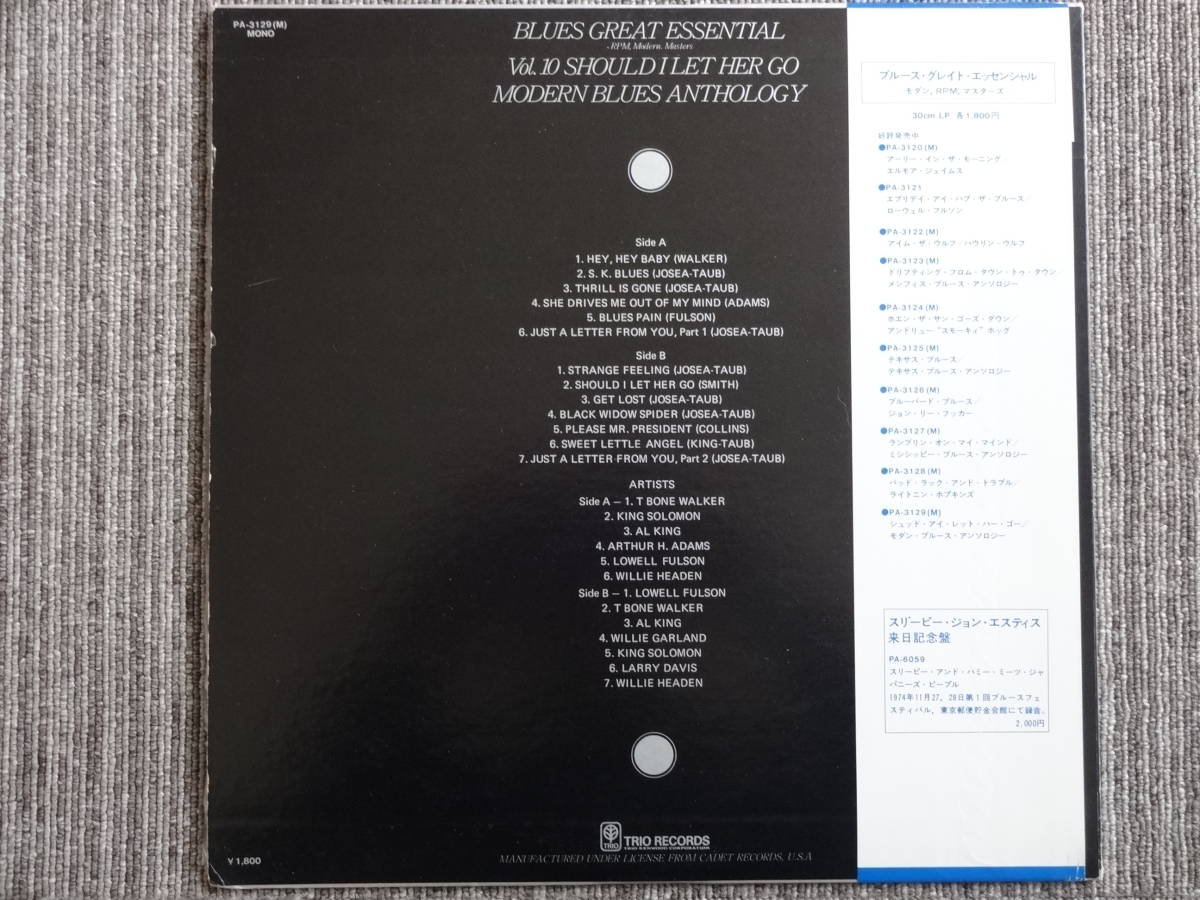 PA-3129(M)
MONO
BLUES GREAT ESSENTIAL
- RPM, Modern. Masters
Vol. 10 SHOULD I LET HER GO
MODERN BLUES ANTHOLOGY
Side A
1. HEY, HEY BABY (WALKER)
2. S. K. BLUES (JOSEA-TAUB)
3. THRILL IS GONE (JOSEA-TAUB)
4. SHE DRIVES ME OUT OF MY MIND (ADAMS)
5. BLUES PAIN (FULSON)
6. JUST A LETTER FROM YOU, Part 1 (JOSEA-TAUB)
Side B
1. STRANGE FEELING (JOSEA-TAUB)
2. SHOULD I LET HER GO (SMITH)
3. GET LOST (JOSEA-TAUB)
4. BLACK WIDOW SPIDER (JOSEA-TAUB)
5. PLEASE MR. PRESIDENT (COLLINS)
6. SWEET LITTLE ANGEL (KING-TAUB)
7. JUST A LETTER FROM YOU, Part 2 (JOSEA-TAUB)
ARTISTS
Side A – 1. T BONE WALKER
2. KING SOLOMON
3. AL KING
4. ARTHUR H. ADAMS
5. LOWELL FULSON
6. WILLIE HEADEN
Side B – 1. LOWELL FULSON
2. T BONE WALKER
3. AL KING
4. WILLIE GARLAND
5. KING SOLOMON
6. LARRY DAVIS
7. WILLIE HEADEN
TRIO
TRIO RECORDS
TRIO KENWOOD CORPORATION
MANUFACTURED UNDER LICENSE FROM CADET RECORDS, U.S.A
¥1,800
ブルース・グレイト・エッセンシャル
モダン, RPM, マスターズ
30cm LP. 各1,800円
好評発売中
●PA-3120(M)
アーリー・イン・ザ・モーニング/
エルモア・ジェイムス
●PA-3121
エブリデイ・アイ・ハブ・ザ・ブルース/
ローウェル・フルソン
●PA-3122(M)
アイム・ザ・ウルフ/ハウリン・ウルフ
●PA-3123(M)
ドリフティング・フロム・タウン・トゥ・タウン/
メンフィス・ブルース・アンソロジー
●PA-3124(M)
ホエン・ザ・サン・ゴーズ・ダウン/
アンドリュー"スモーキィ"ホッグ
●PA-3125(M)
テキサス・ブルース/
テキサス・ブルース・アンソロジー
●PA-3126(M)
ブルーバード・ブルース/
ジョン・リー・フッカー
●PA-3127(M)
ランブリン・オン・マイ・マインド/
ミシシッピー・ブルース・アンソロジー
●PA-3128(M)
バッド・ラック・アンド・トラブル/
ライトニン・ホプキンズ
●PA-3129(M)
シュッド・アイ・レット・ハー・ゴー/
モダン・ブルース・アンソロジー
スリーピー・ジョン・エスティス
来日記念盤
PA-6059
スリーピー・アンド・ハミー・ミーツ・ジャ
パニーズ・ピープル
1974年11月27, 28日第1回ブルースフェ
スティバル, 東京郵便貯金会館にて録音。
2,000円